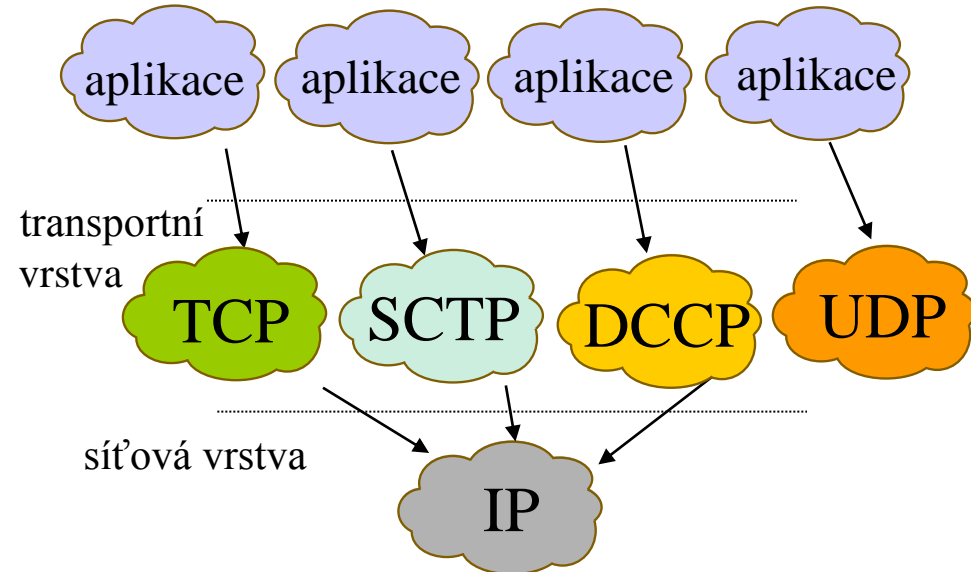 aplikace
aplikace
aplikace
aplikace
transportní
vrstva
TCP
SCTP
DCCP
UDP
síťová vrstva
IP